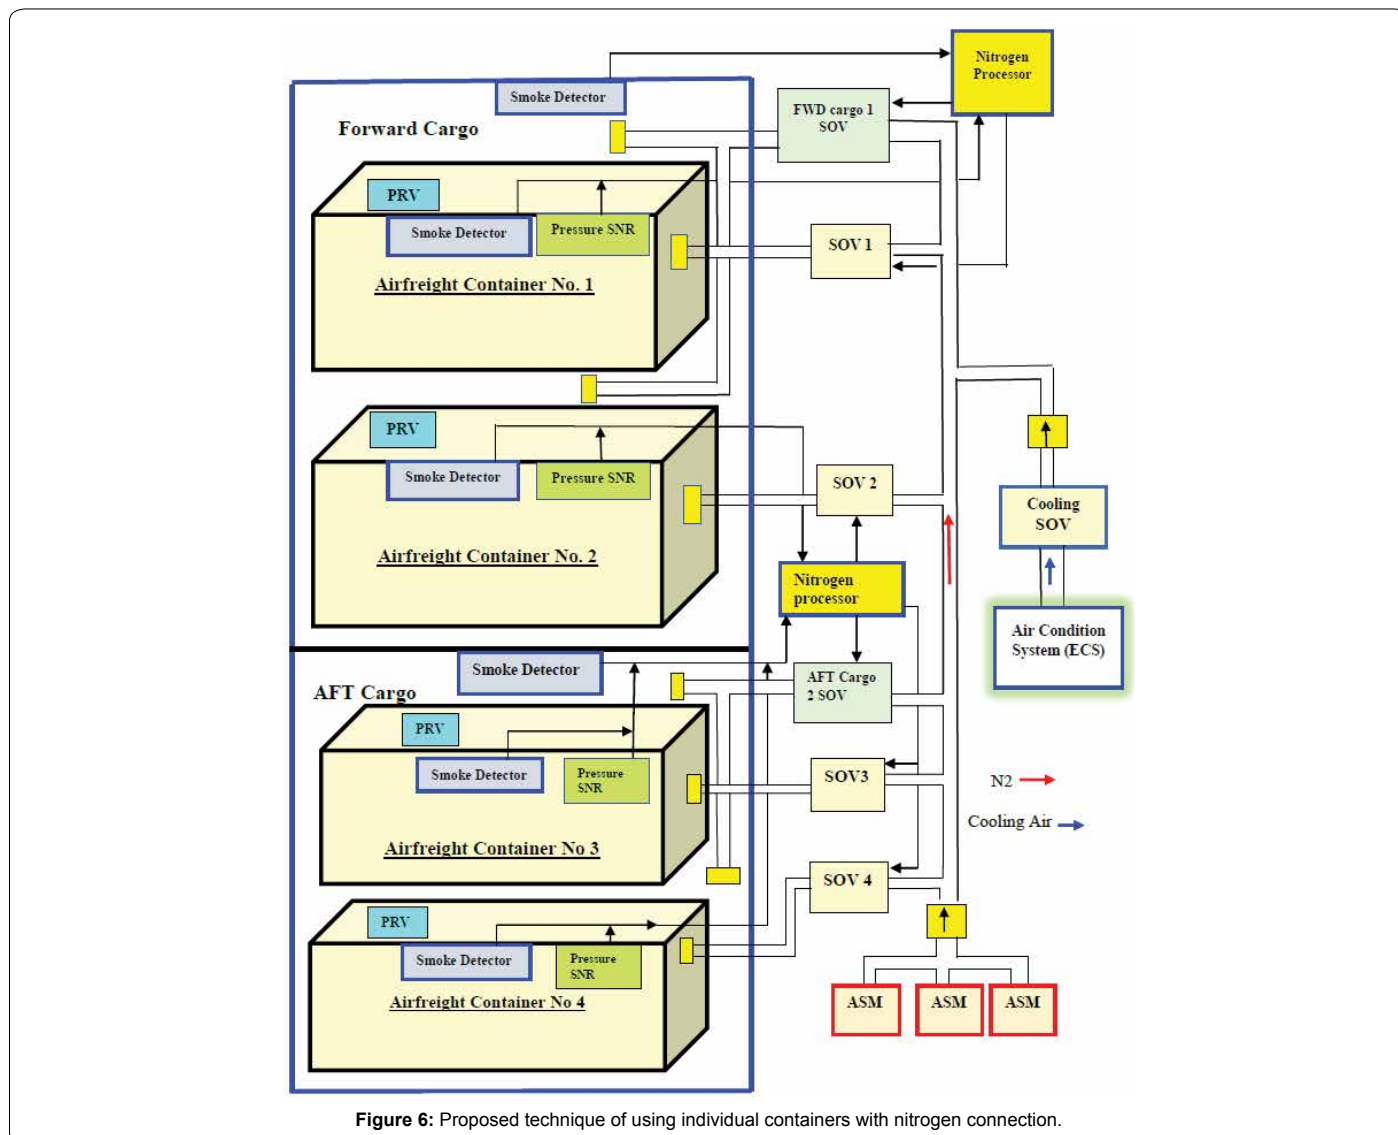 Nitrogen
Processor
Smoke Detector
FWD cargo 1
SOV
Forward Cargo
PRV
Smoke Detector
Pressure SNR
SOV 1
Airfreight Container No. 1
PRV
Smoke Detector
Pressure SNR
SOV 2
Cooling
SOV
Airfreight Container No. 2
Nitrogen
processor
Air Condition
System (ECS)
Smoke Detector
AFT Cargo
2 SOV
AFT Cargo
PRV
Smoke Detector
Pressure
SNR
SOV3
N2
Cooling Air
Airfreight Container No 3
SOV 4
PRV
Smoke Detector
Pressure
SNR
Airfreight Container No 4
ASM
ASM
ASM
Figure 6: Proposed technique of using individual containers with nitrogen connection.